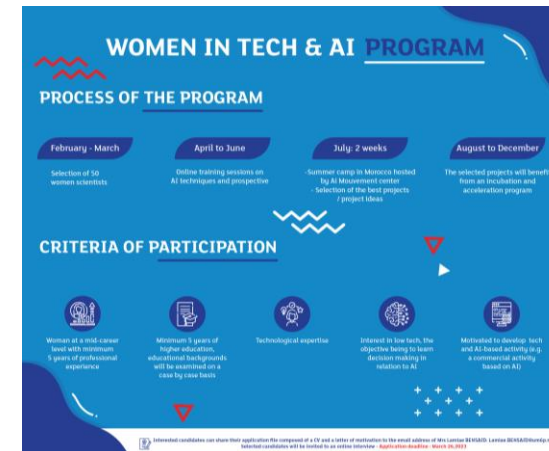 WOMEN IN TECH & AI PROGRAM
PROCESS OF THE PROGRAM
February - March
Selection of 50
women scientists
April to June
Online training sessions on
AI techniques and prospective
July: 2 weeks
-Summer camp in Morocco hosted
by AI Mouvement center
- Selection of the best projects
/ project ideas
August to December
The selected projects will benefit
from an incubation and
acceleration program
CRITERIA OF PARTICIPATION
Woman at a mid-career
level with minimum
5 years of professional
experience
Minimum 5 years of
higher education,
educational backgrounds
will be examined on a
case by case basis
Technological expertise
Interest in low tech, the
objective being to learn
decision making in
relation to AI
Motivated to develop tech
and AI-based activity (e.g.
a commercial activity
based on AI)
Interested candidates can share their application file composed of a CV and a letter of motivation to the email address of Mrs Lamiae
Selected candidates will be invited to an online interview - Application deadline - March 26,2023